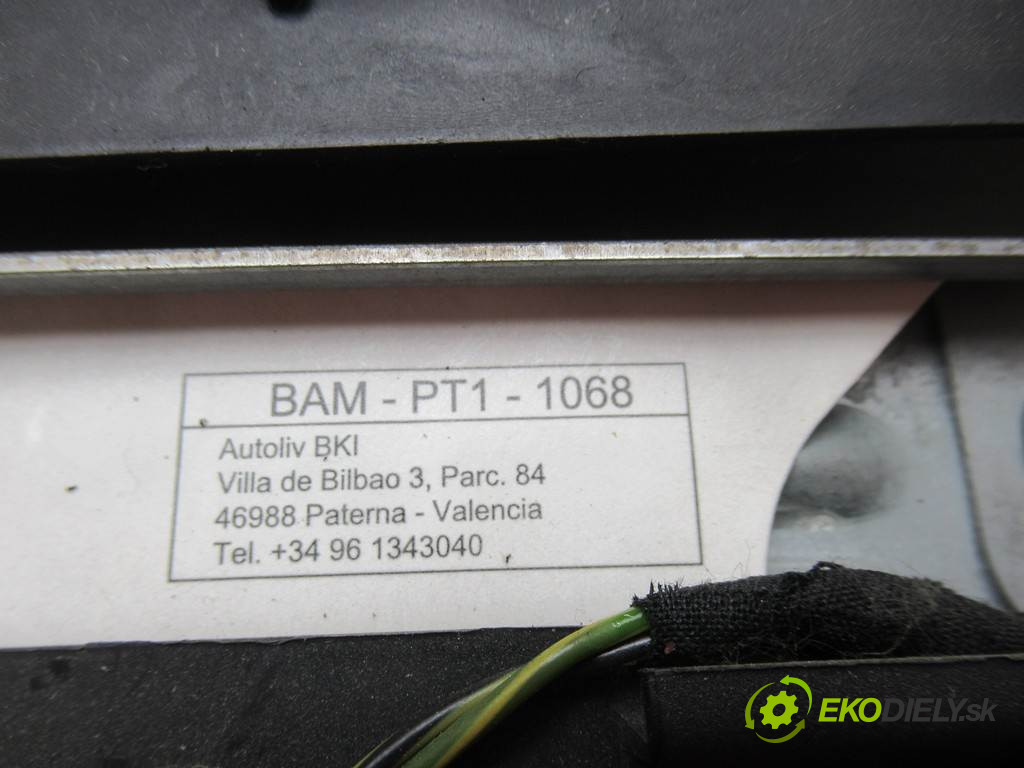 BAM - PT1 - 1068
Autoliv BKI
Villa de Bilbao 3, Parc. 84
46988 Paterna - Valencia
Tel. +34 96 1343040
EKODIELY.sk